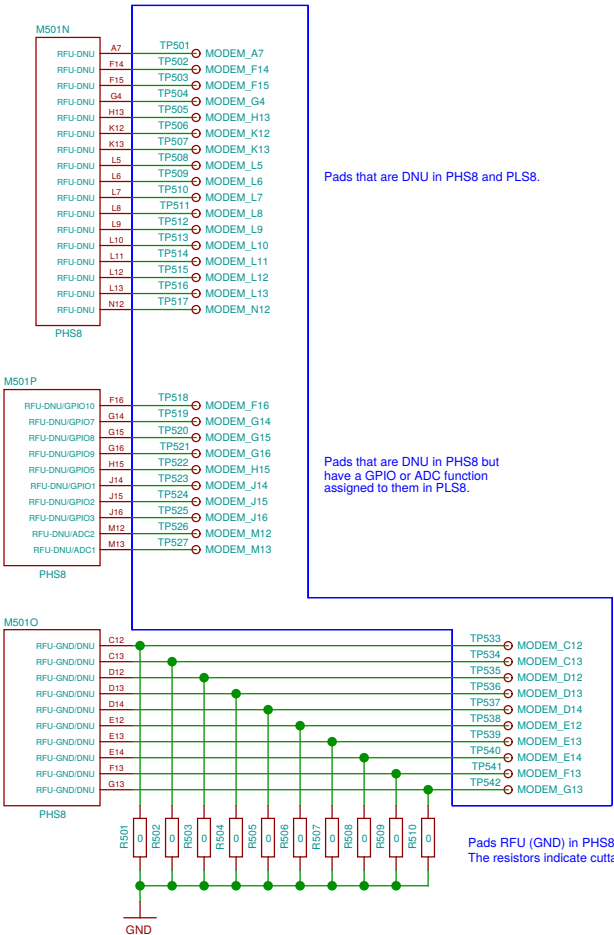 M501N
RFU-DNU A7 TP501 MODEM_A7
RFU-DNU F14 TP502 MODEM_F14
RFU-DNU F15 TP503 MODEM_F15
RFU-DNU G4 TP504 MODEM_G4
RFU-DNU H13 TP505 MODEM_H13
RFU-DNU K12 TP506 MODEM_K12
RFU-DNU K13 TP507 MODEM_K13
RFU-DNU L5 TP508 MODEM_L5
RFU-DNU L6 TP509 MODEM_L6
RFU-DNU L7 TP510 MODEM_L7
RFU-DNU L8 TP511 MODEM_L8
RFU-DNU L9 TP512 MODEM_L9
RFU-DNU L10 TP513 MODEM_L10
RFU-DNU L11 TP514 MODEM_L11
RFU-DNU L12 TP515 MODEM_L12
RFU-DNU L13 TP516 MODEM_L13
RFU-DNU N12 TP517 MODEM_N12
PHS8
Pads that are DNU in PHS8 and PLS8.
M501P
RFU-DNU/GPIO10 F16 TP518 MODEM_F16
RFU-DNU/GPIO7 G14 TP519 MODEM_G14
RFU-DNU/GPIO8 G15 TP520 MODEM_G15
RFU-DNU/GPIO9 G16 TP521 MODEM_G16
RFU-DNU/GPIO5 H15 TP522 MODEM_H15
RFU-DNU/GPIO1 J14 TP523 MODEM_J14
RFU-DNU/GPIO2 J15 TP524 MODEM_J15
RFU-DNU/GPIO3 J16 TP525 MODEM_J16
RFU-DNU/ADC2 M12 TP526 MODEM_M12
RFU-DNU/ADC1 M13 TP527 MODEM_M13
PHS8
Pads that are DNU in PHS8 but
have a GPIO or ADC function
assigned to them in PLS8.
M501O
RFU-GND/DNU C12 TP533 MODEM_C12
RFU-GND/DNU C13 TP534 MODEM_C13
RFU-GND/DNU D12 TP535 MODEM_D12
RFU-GND/DNU D13 TP536 MODEM_D13
RFU-GND/DNU D14 TP537 MODEM_D14
RFU-GND/DNU E12 TP538 MODEM_E12
RFU-GND/DNU E13 TP539 MODEM_E13
RFU-GND/DNU E14 TP540 MODEM_E14
RFU-GND/DNU F13 TP541 MODEM_F13
RFU-GND/DNU G13 TP542 MODEM_G13
PHS8
R501 0 R502 0 R503 0 R504 0 R505 0 R506 0 R507 0 R508 0 R509 0 R510 0
Pads RFU (GND) in PHS8
The resistors indicate
GND